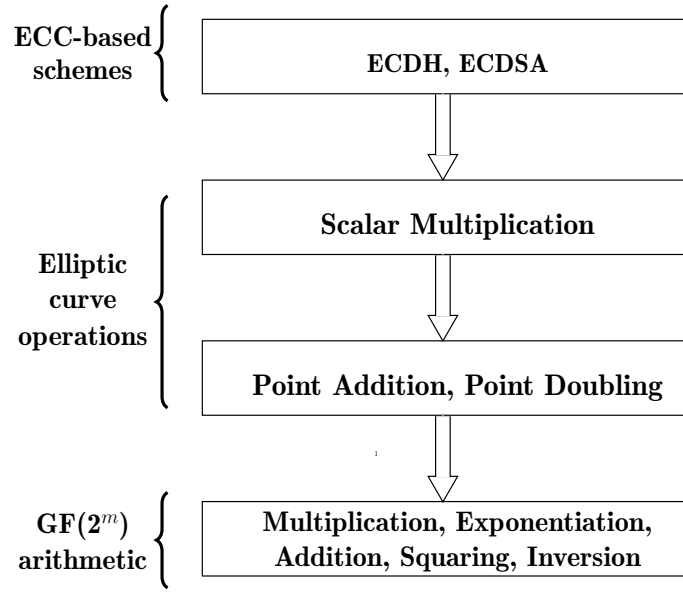 ECC-based
schemes
ECDH, ECDSA
Scalar Multiplication
Elliptic
curve
operations
Point Addition, Point Doubling
1
GF(2^m)
arithmetic
Multiplication, Exponentiation,
Addition, Squaring, Inversion